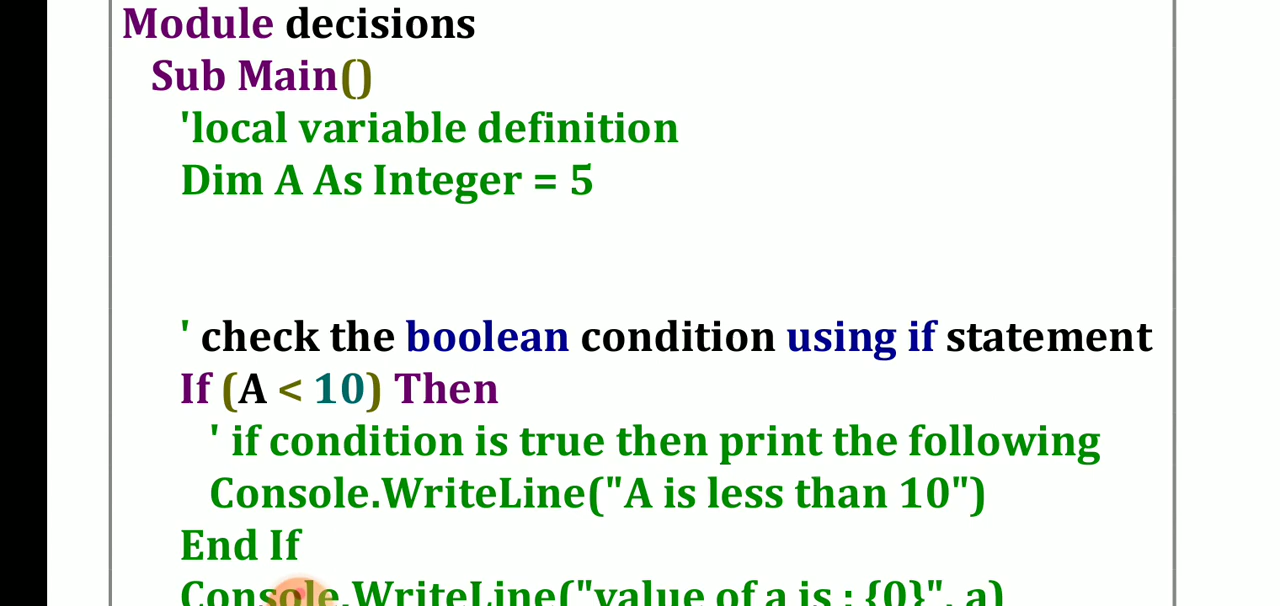 Module decisions
Sub Main()
'local variable definition
Dim A As Integer = 5
' check the boolean condition using if statement
If (A < 10) Then
' if condition is true then print the following
Console.WriteLine("A is less than 10")
End If
Console.WriteLine("value of a is : {0}", a)